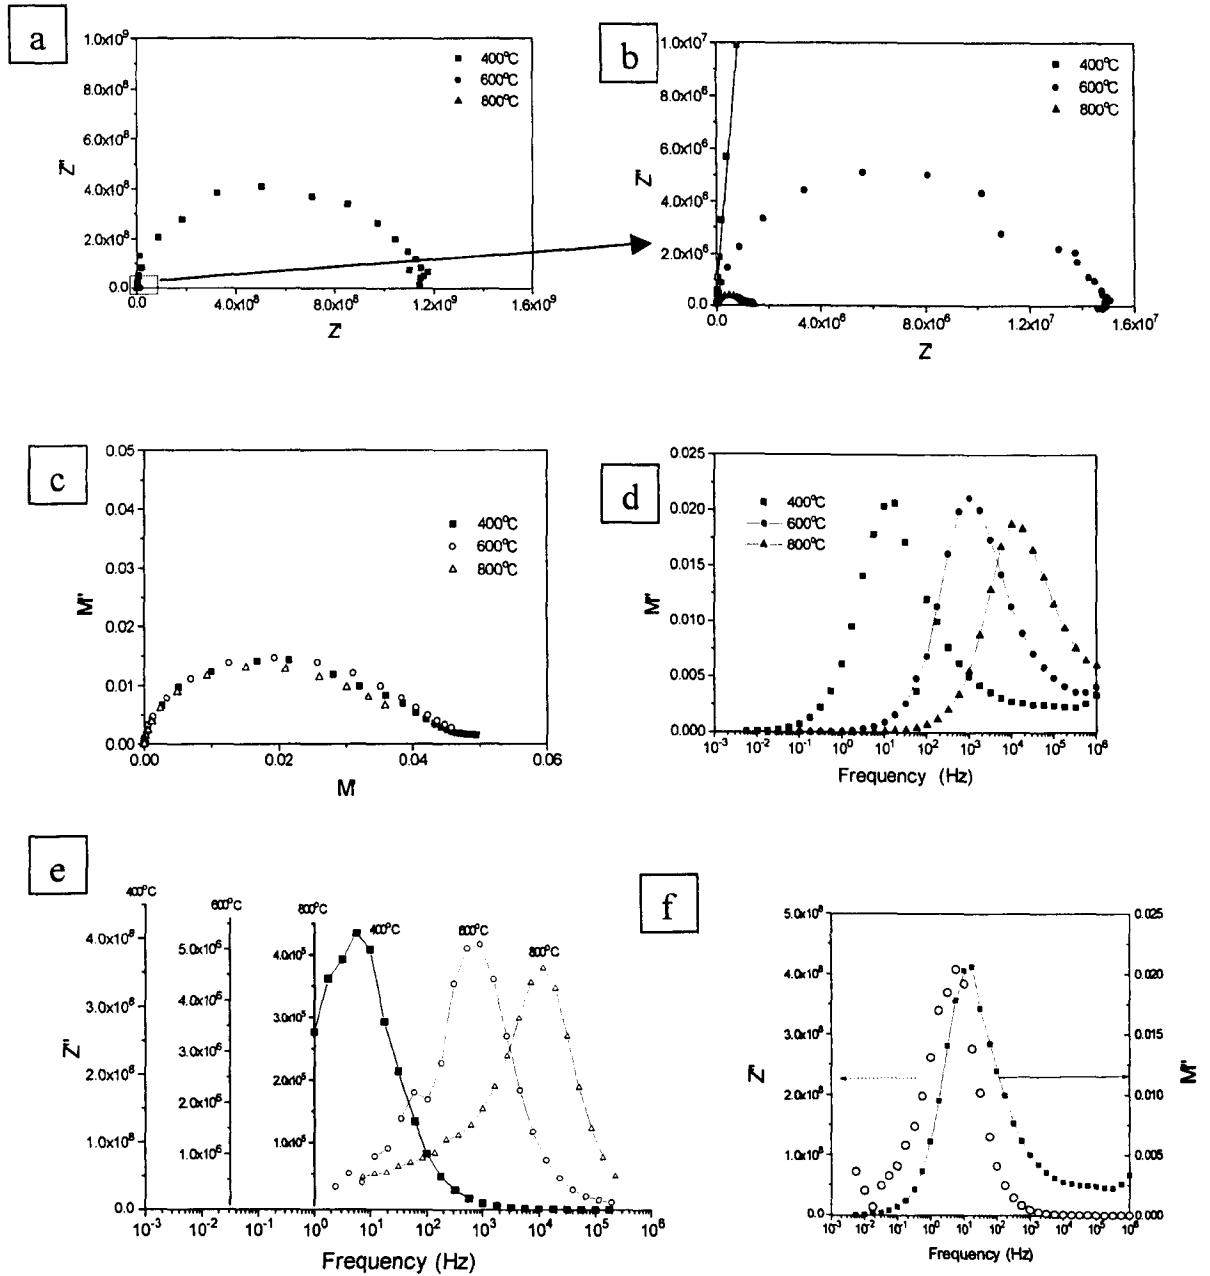 a
1.0x10⁹
8.0x10⁸
6.0x10⁸
4.0x10⁸
2.0x10⁸
0.0
0.0 4.0x10⁸ 8.0x10⁸ 1.2x10⁹ 1.6x10⁹
Z''
Z'
400°C
600°C
800°C
b
1.0x10⁷
8.0x10⁶
6.0x10⁶
4.0x10⁶
2.0x10⁶
0.0
0.0 4.0x10⁶ 8.0x10⁶ 1.2x10⁷ 1.6x10⁷
Z''
Z'
400°C
600°C
800°C
c
0.05
0.04
0.03
0.02
0.01
0.00
0.00 0.02 0.04 0.06
M''
M'
400°C
600°C
800°C
d
0.025
0.020
0.015
0.010
0.005
0.000
10⁻³ 10⁻² 10⁻¹ 10⁰ 10¹ 10² 10³ 10⁴ 10⁵ 10⁶
M''
Frequency (Hz)
400°C
600°C
800°C
e
400°C
600°C
800°C
400°C
600°C
800°C
4.0x10⁸
3.0x10⁸
2.0x10⁸
1.0x10⁸
0.0
5.0x10⁶
4.0x10⁶
3.0x10⁶
2.0x10⁶
1.0x10⁶
4.0x10⁵
3.0x10⁵
2.0x10⁵
1.0x10⁵
10⁻³ 10⁻² 10⁻¹ 10⁰ 10¹ 10² 10³ 10⁴ 10⁵ 10⁶
Z''
Frequency (Hz)
f
5.0x10⁸
4.0x10⁸
3.0x10⁸
2.0x10⁸
1.0x10⁸
0.0
0.025
0.020
0.015
0.010
0.005
0.000
10⁻³ 10⁻² 10⁻¹ 10⁰ 10¹ 10² 10³ 10⁴ 10⁵ 10⁶
Z''
M''
Frequency (Hz)